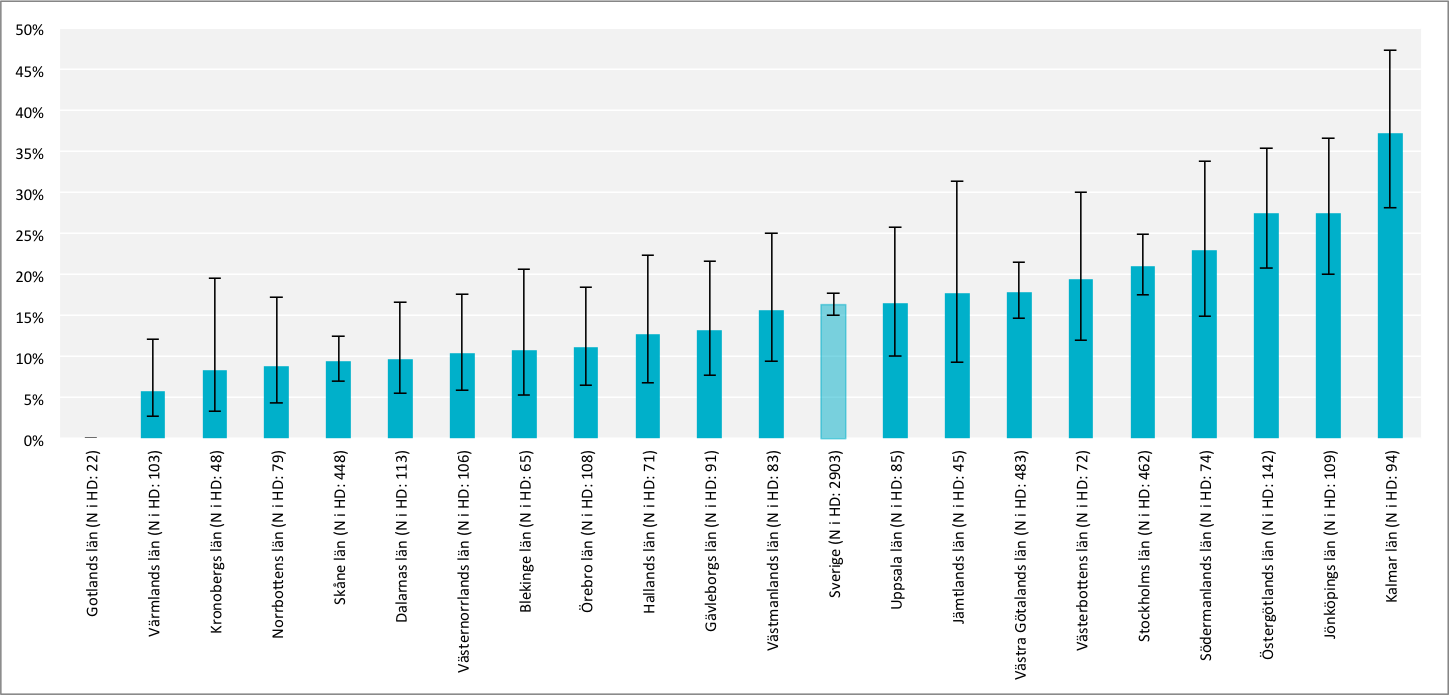 50%
45%
40%
35%
30%
25%
20%
15%
10%
5%
0%
Gotlands län (N i HD: 22)
Värmlands län (N i HD: 103)
Kronobergs län (N i HD: 48)
Norrbottens län (N i HD: 79)
Skåne län (N i HD: 448)
Dalarnas län (N i HD: 113)
Västernorrlands län (N i HD: 106)
Blekinge län (N i HD: 65)
Örebro län (N i HD: 108)
Hallands län (N i HD: 71)
Gävleborgs län (N i HD: 91)
Västmanlands län (N i HD: 83)
Sverige (N i HD: 2903)
Uppsala län (N i HD: 85)
Jämtlands län (N i HD: 45)
Västra Götalands län (N i HD: 483)
Västerbottens län (N i HD: 72)
Stockholms län (N i HD: 462)
Södermanlands län (N i HD: 74)
Östergötlands län (N i HD: 142)
Jönköpings län (N i HD: 109)
Kalmar län (N i HD: 94)